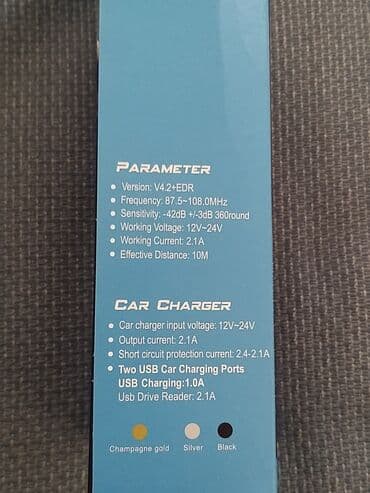 PARAMETER
• Version: V4.2+EDR
• Frequency: 87.5~108.0MHz
• Sensitivity: -42dB +/-3dB 360round
• Working Voltage: 12V~24V
• Working Current: 2.1A
• Effective Distance: 10M
CAR CHARGER
• Car charger input voltage: 12V~24V
• Output current: 2.1A
• Short circuit protection current: 2.4-2.1A
• Two USB Car Charging Ports
USB Charging:1.0A
Usb Drive Reader: 2.1A
Champagne gold Silver Black